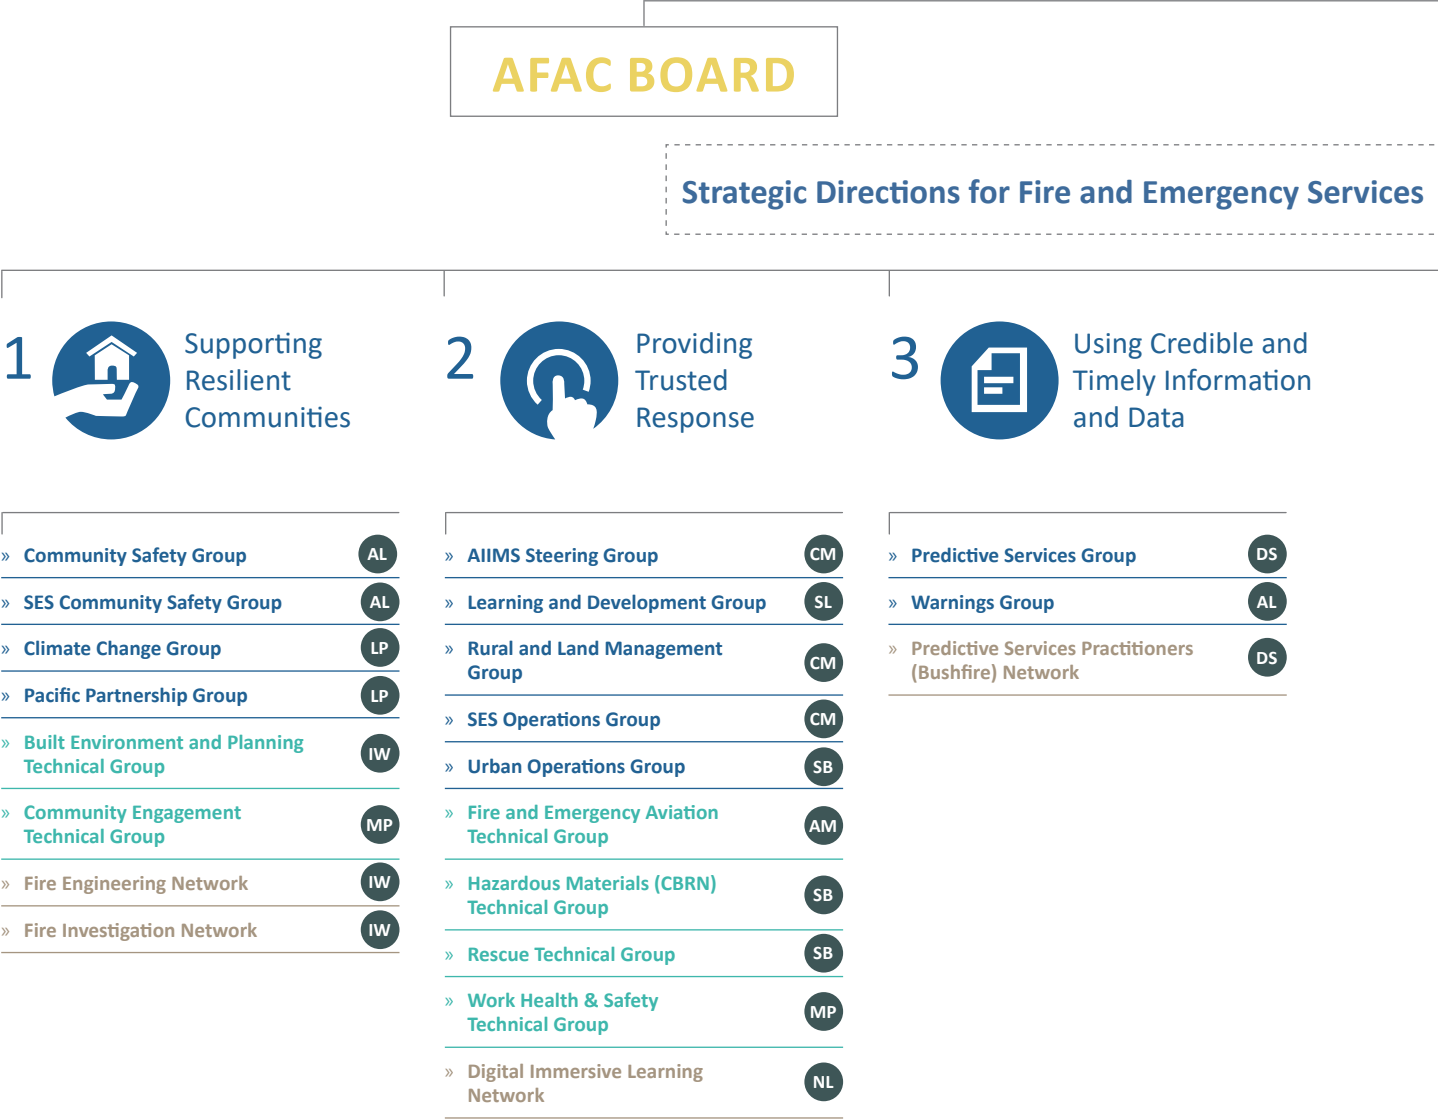 AFAC BOARD
Strategic Directions for Fire and Emergency Services
1
Supporting
Resilient
Communities
» Community Safety Group AL
» SES Community Safety Group AL
» Climate Change Group LP
» Pacific Partnership Group LP
» Built Environment and Planning
Technical Group IW
» Community Engagement
Technical Group MP
» Fire Engineering Network IW
» Fire Investigation Network IW
2
Providing
Trusted
Response
» AIIMS Steering Group CM
» Learning and Development Group SL
» Rural and Land Management
Group CM
» SES Operations Group CM
» Urban Operations Group SB
» Fire and Emergency Aviation
Technical Group AM
» Hazardous Materials (CBRN)
Technical Group SB
» Rescue Technical Group SB
» Work Health & Safety
Technical Group MP
» Digital Immersive Learning
Network NL
3
Using Credible and
Timely Information
and Data
» Predictive Services Group DS
» Warnings Group AL
» Predictive Services Practitioners
(Bushfire) Network DS